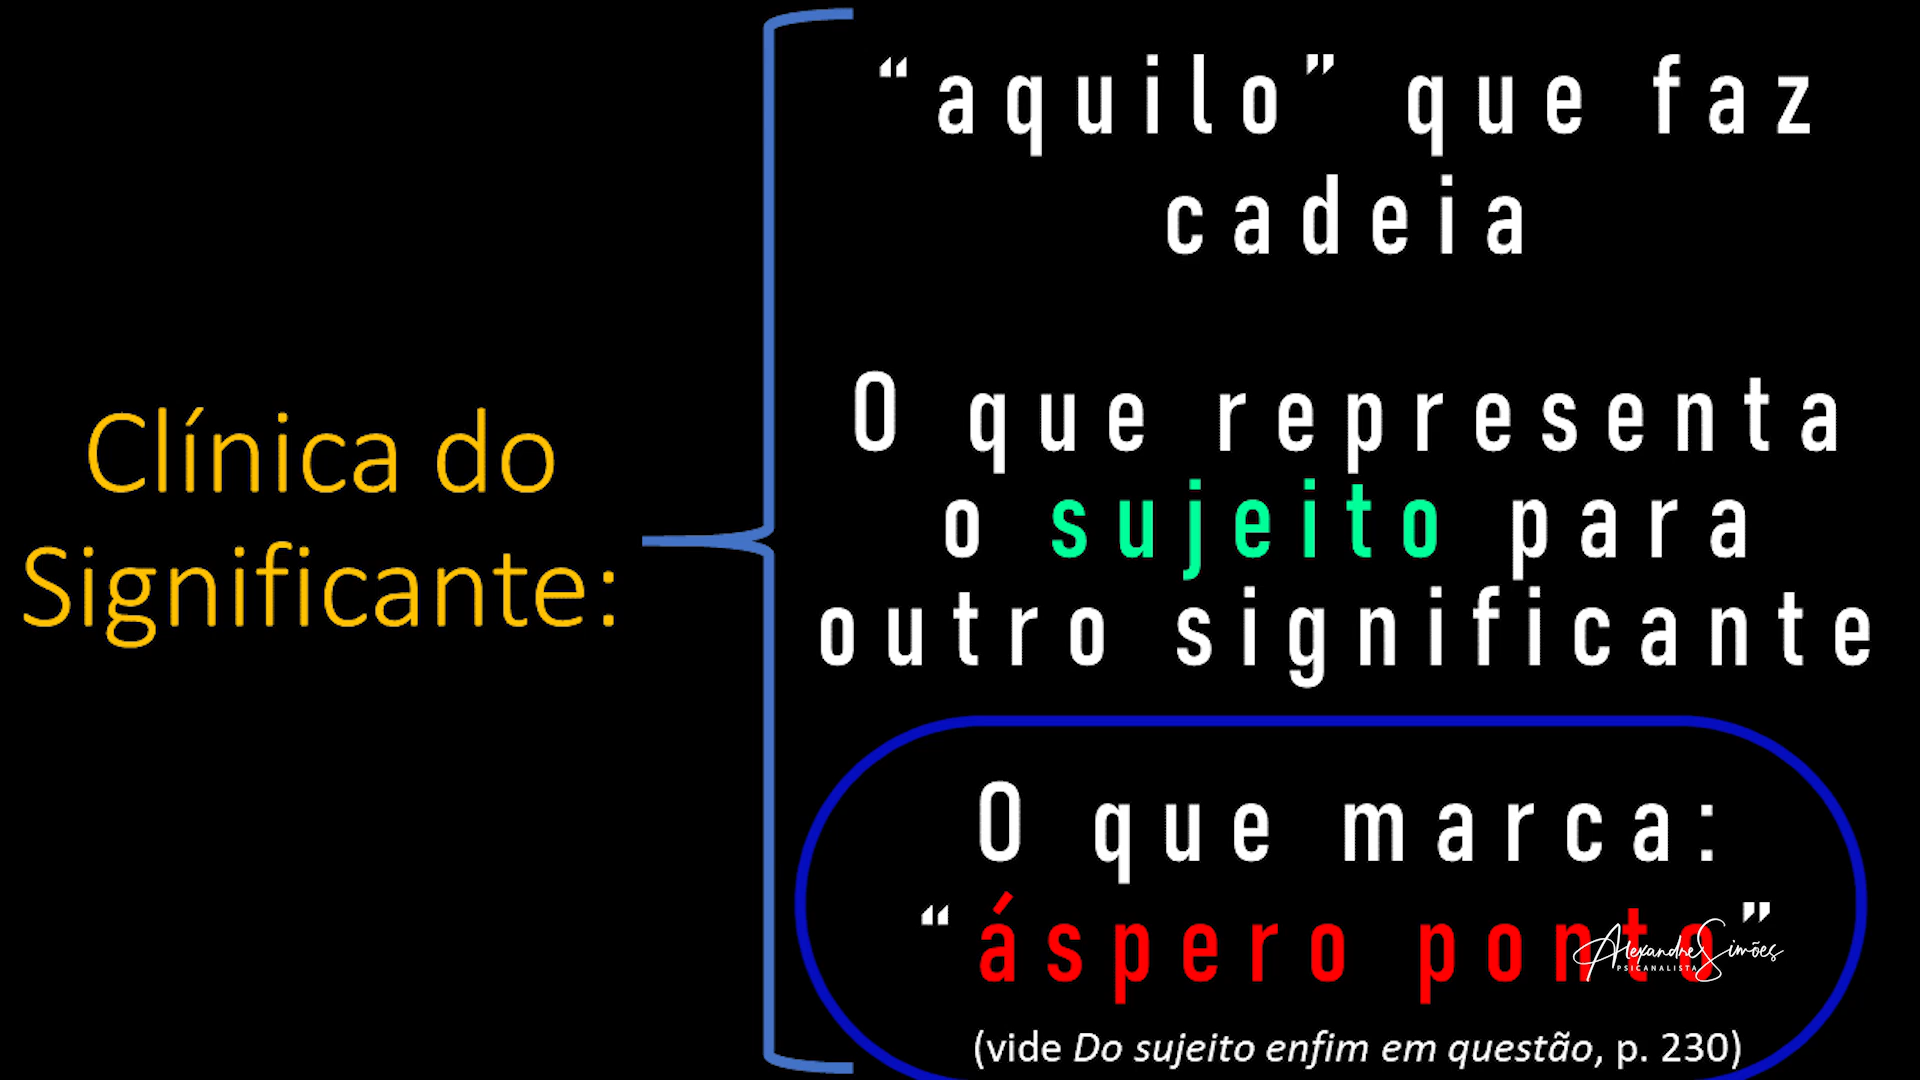 Clínica do
Significante:
“aquilo” que faz
cadeia
O que representa
o sujeito para
outro significante
O que marca:
“áspero ponto”
Alexandre Simões
PSICANALISTA
(vide Do sujeito enfim em questão, p. 230)